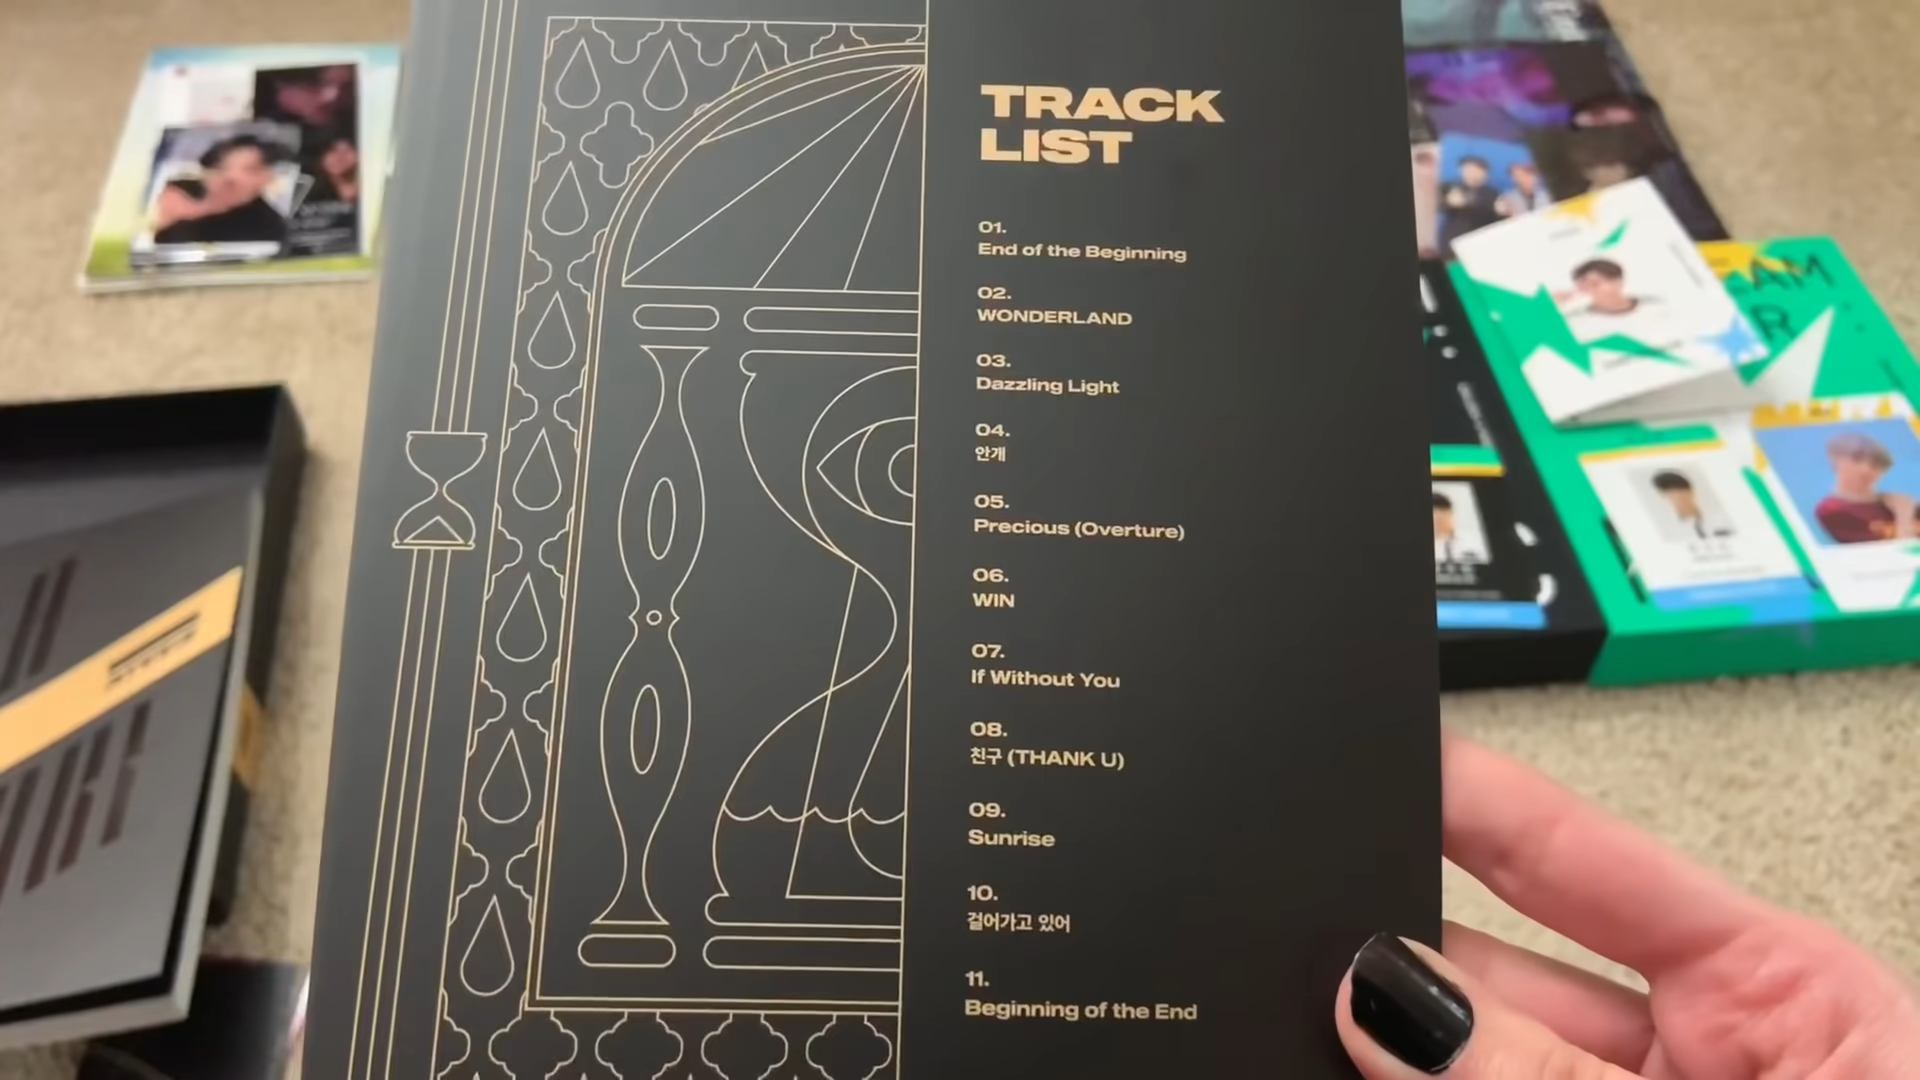 TRACK
LIST
01.
End of the Beginning
02.
WONDERLAND
03.
Dazzling Light
04.
안개
05.
Precious (Overture)
06.
WIN
07.
If Without You
08.
친구 (THANK U)
09.
Sunrise
10.
걸어가고 있어
11.
Beginning of the End